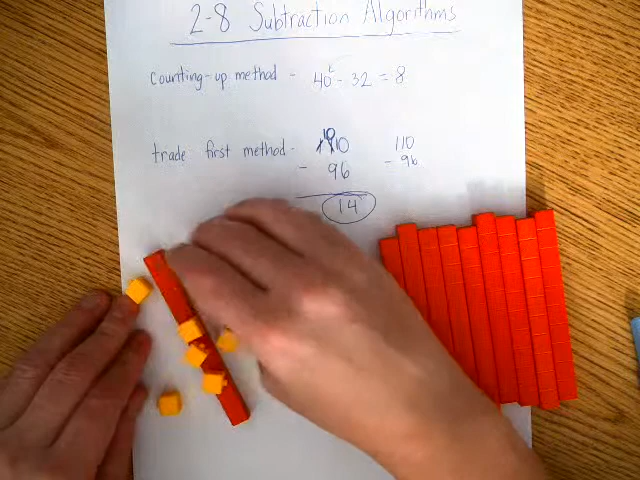 2-8 Subtraction Algorithms
counting-up method - 40 - 32 = 8
trade first method - 110 110
- 96 - 96
14